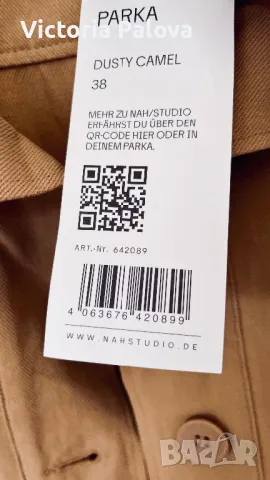 Victoria Palova
PARKA
DUSTY CAMEL
38
MEHR ZU NAH/STUDIO
ERFÄHRST DU ÜBER DEN
QR-CODE HIER ODER IN
DEINEM PARKA.
ART.-Nr. 642089
4 063676 420899
WWW.NAHSTUDIO.DE
bazar.bg